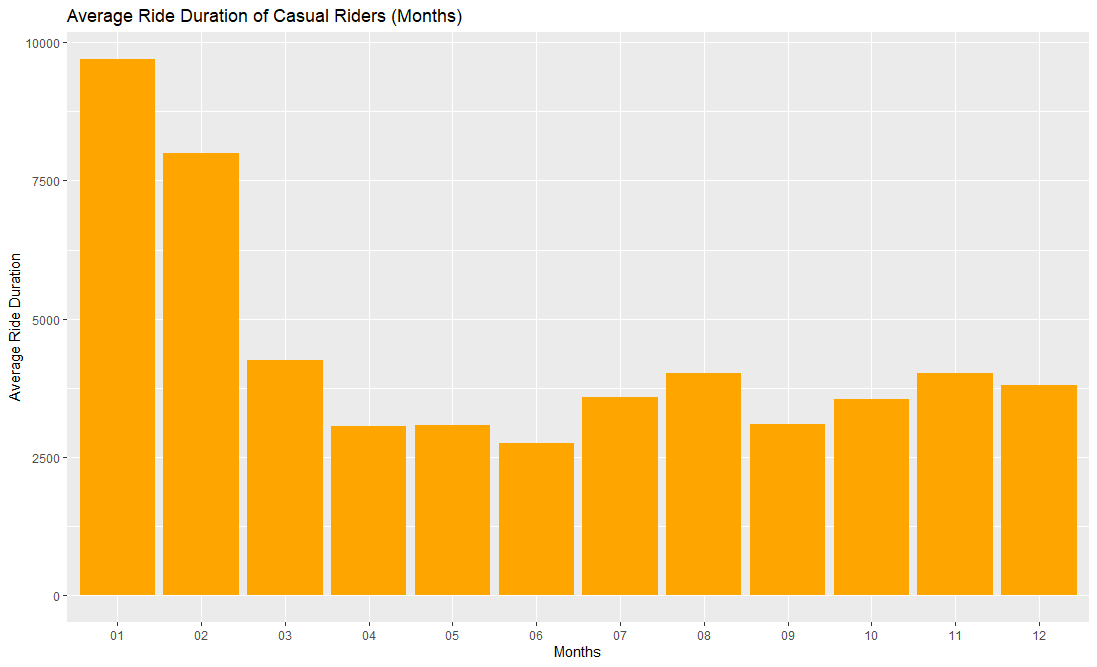 Average Ride Duration of Casual Riders (Months)
Average Ride Duration
10000
7500
5000
2500
0
01 02 03 04 05 06 07 08 09 10 11 12
Months